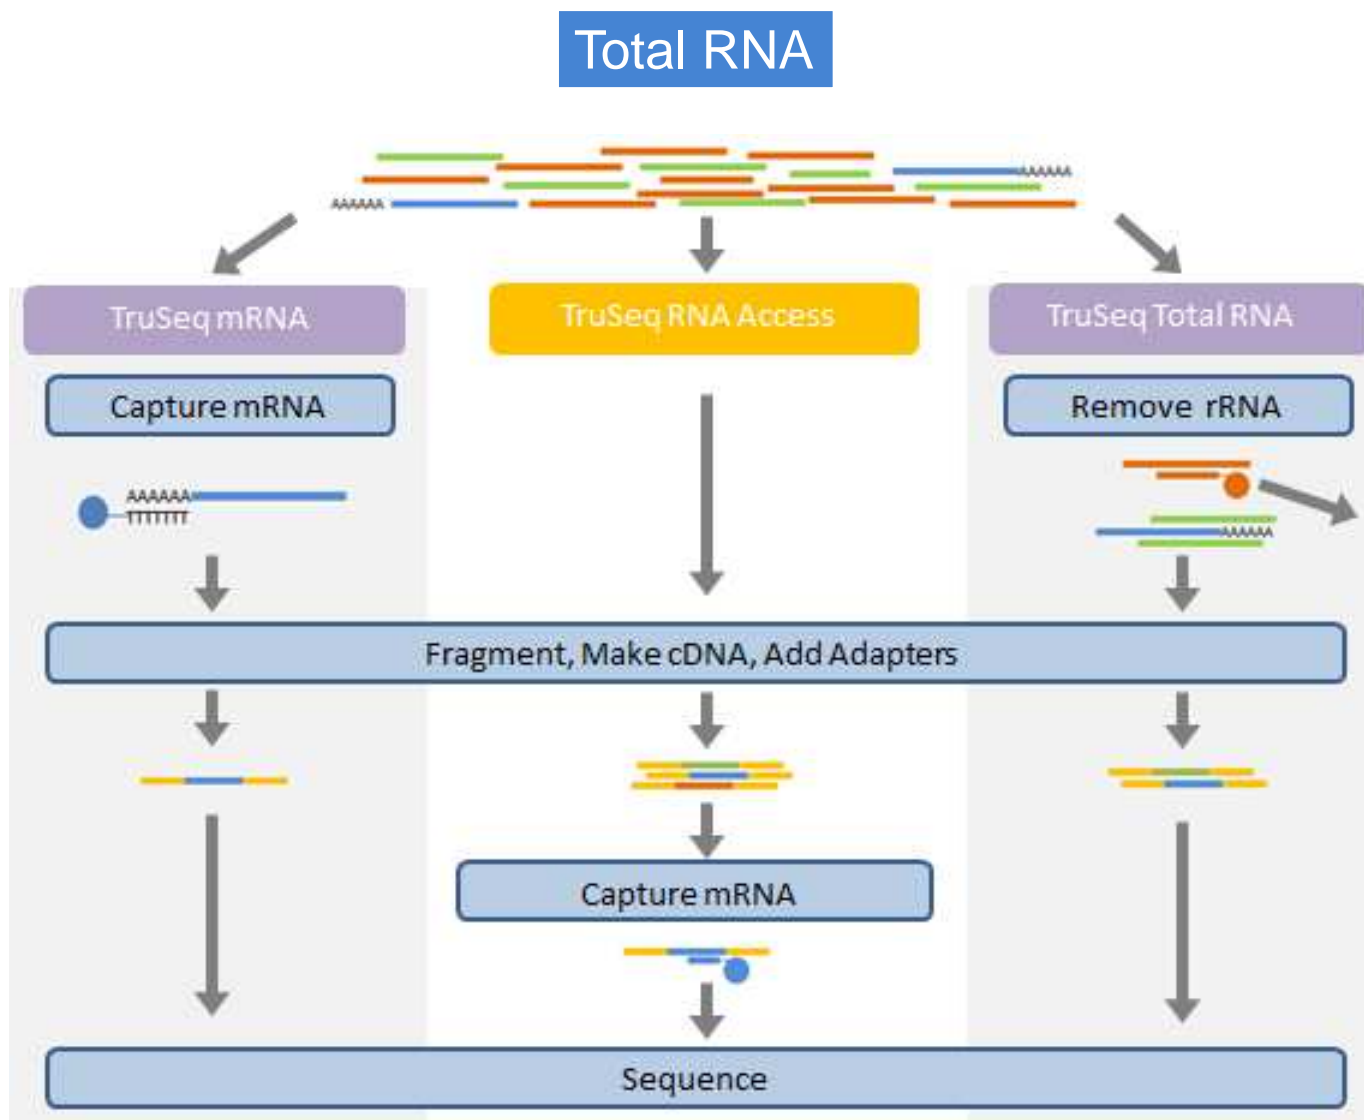 Total RNA
AAAAAA
AAAAAA
TruSeq mRNA
TruSeq RNA Access
TruSeq Total RNA
Capture mRNA
Remove rRNA
AAAAAA
TTTTTTT
AAAAAA
Fragment, Make cDNA, Add Adapters
Capture mRNA
Sequence